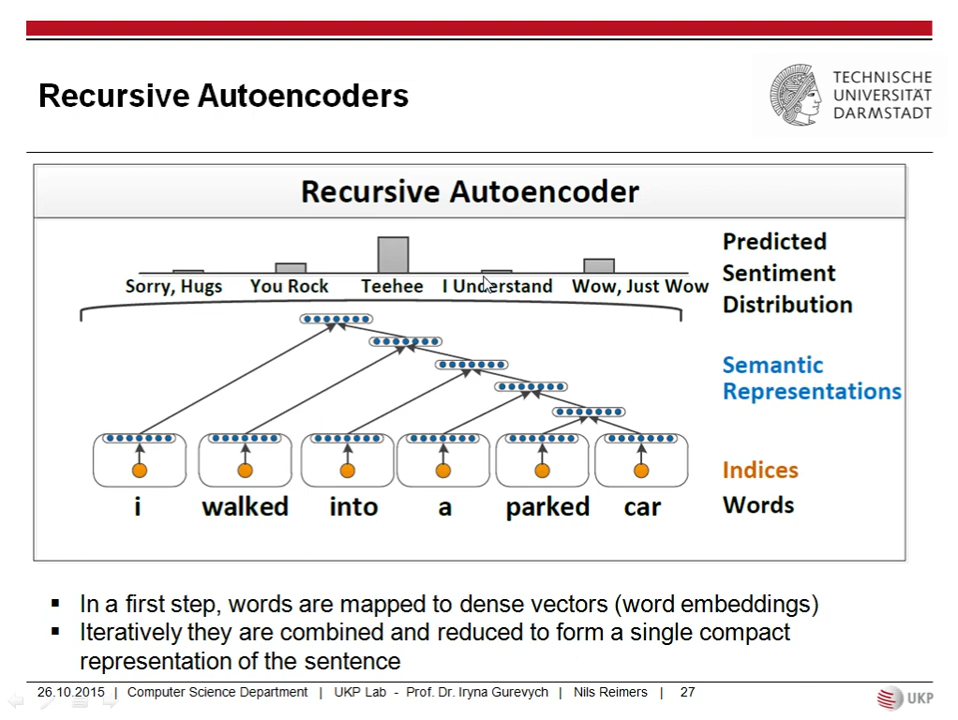 Recursive Autoencoders
TECHNISCHE
UNIVERSITÄT
DARMSTADT
Recursive Autoencoder
Sorry, Hugs You Rock Teehee I Understand Wow, Just Wow
Predicted
Sentiment
Distribution
Semantic
Representations
Indices
i walked into a parked car Words
▪ In a first step, words are mapped to dense vectors (word embeddings)
▪ Iteratively they are combined and reduced to form a single compact
representation of the sentence
26.10.2015 | Computer Science Department | UKP Lab - Prof. Dr. Iryna Gurevych | Nils Reimers | 27
UKP